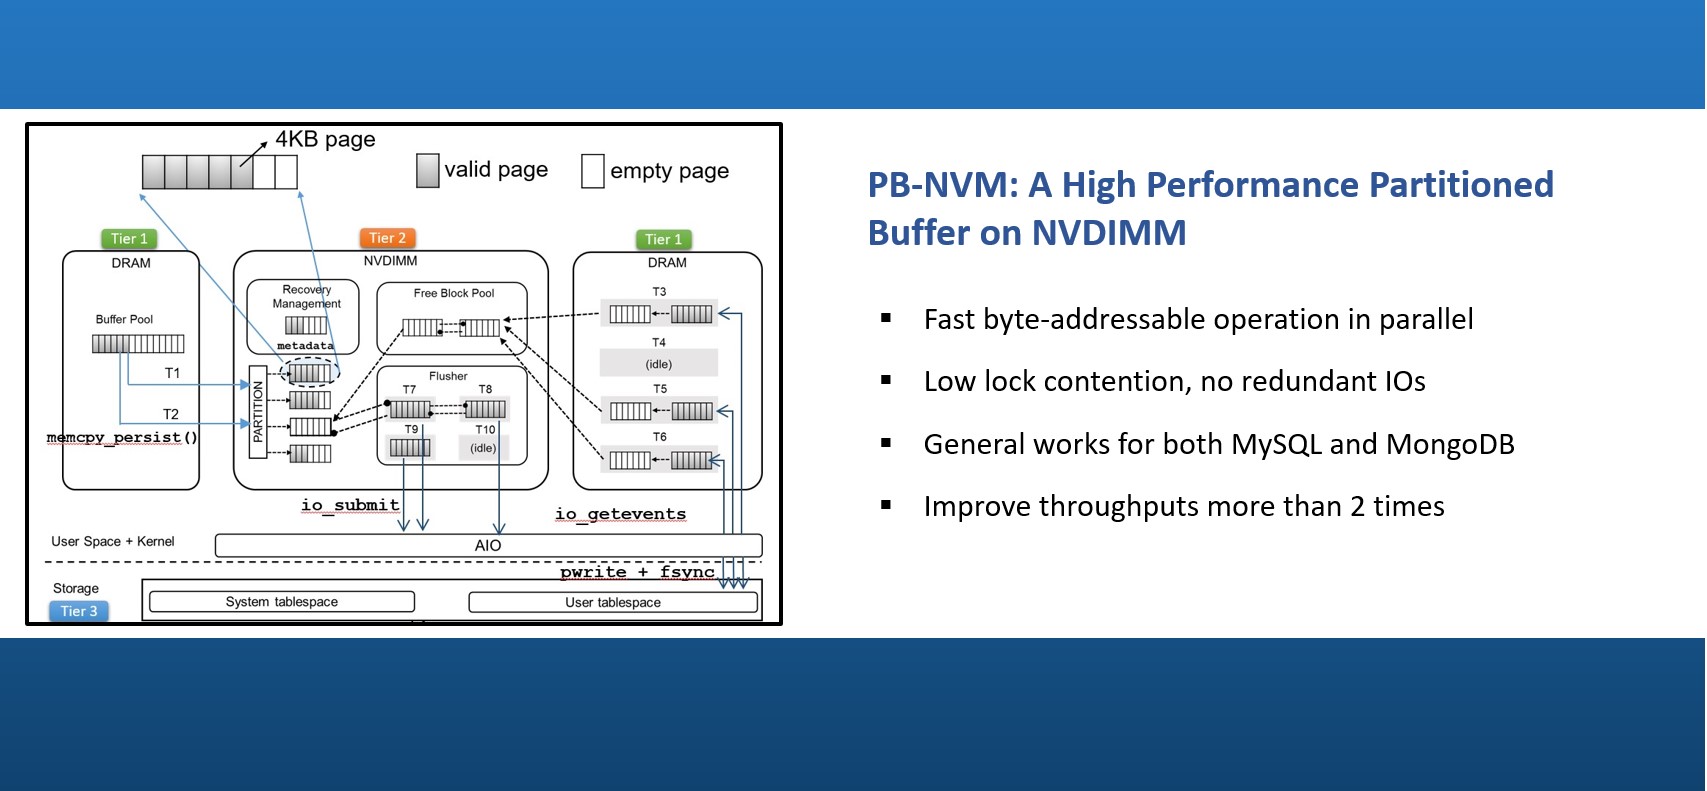 4KB page
valid page
empty page
Tier 1
Tier 2
Tier 1
DRAM
NVDIMM
DRAM
Recovery
Management
metadata
Free Block Pool
Buffer Pool
T1
T2
memcpy_persist()
PARTITION
Flusher
T7
T8
T9
T10
(idle)
T3
T4
(idle)
T5
T6
io_submit
io_getevents
User Space + Kernel
AIO
pwrite + fsync
Storage
Tier 3
System tablespace
User tablespace
PB-NVM: A High Performance Partitioned
Buffer on NVDIMM
▪ Fast byte-addressable operation in parallel
▪ Low lock contention, no redundant IOs
▪ General works for both MySQL and MongoDB
▪ Improve throughputs more than 2 times